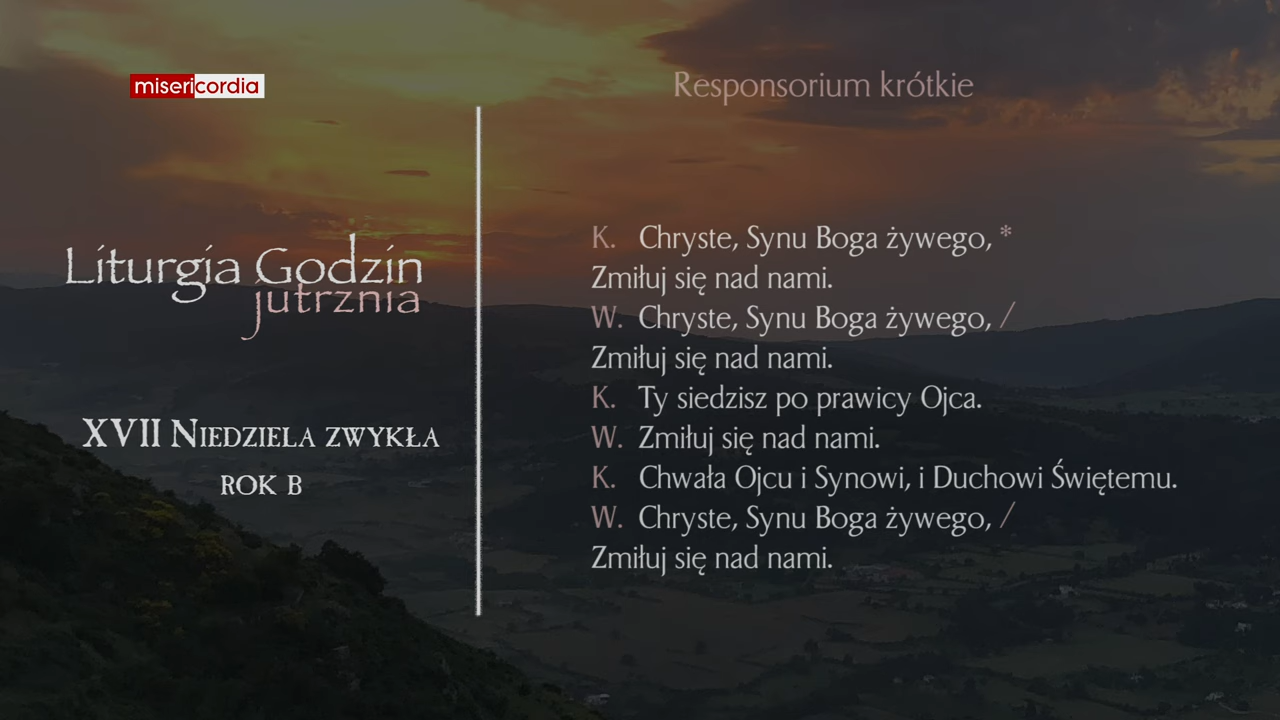 misericordia
Responsorium krótkie
Liturgia Godzin
jutrznia
XVII Niedziela zwykła
rok B
K. Chryste, Synu Boga żywego, *
Zmiłuj się nad nami.
W. Chryste, Synu Boga żywego, /
Zmiłuj się nad nami.
K. Ty siedzisz po prawicy Ojca.
W. Zmiłuj się nad nami.
K. Chwała Ojcu i Synowi, i Duchowi Świętemu.
W. Chryste, Synu Boga żywego, /
Zmiłuj się nad nami.